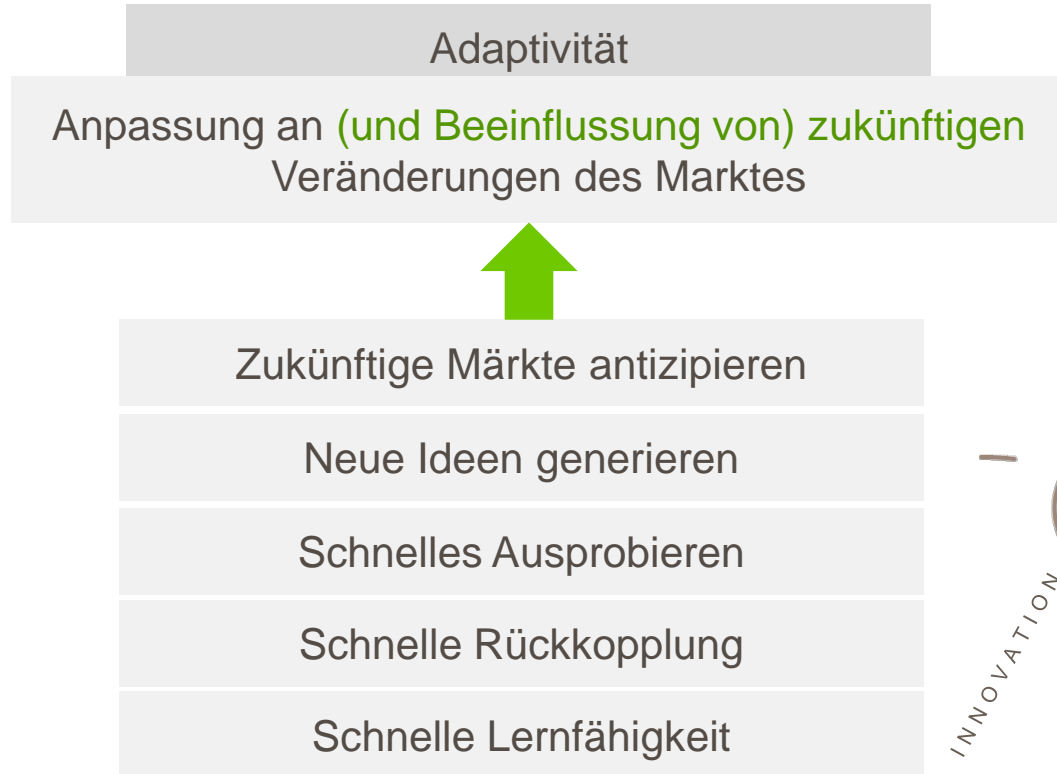 Adaptivität
Anpassung an (und Beeinflussung von) zukünftigen
Veränderungen des Marktes
Zukünftige Märkte antizipieren
Neue Ideen generieren
Schnelles Ausprobieren
Schnelle Rückkopplung
Schnelle Lernfähigkeit
INNOVATION